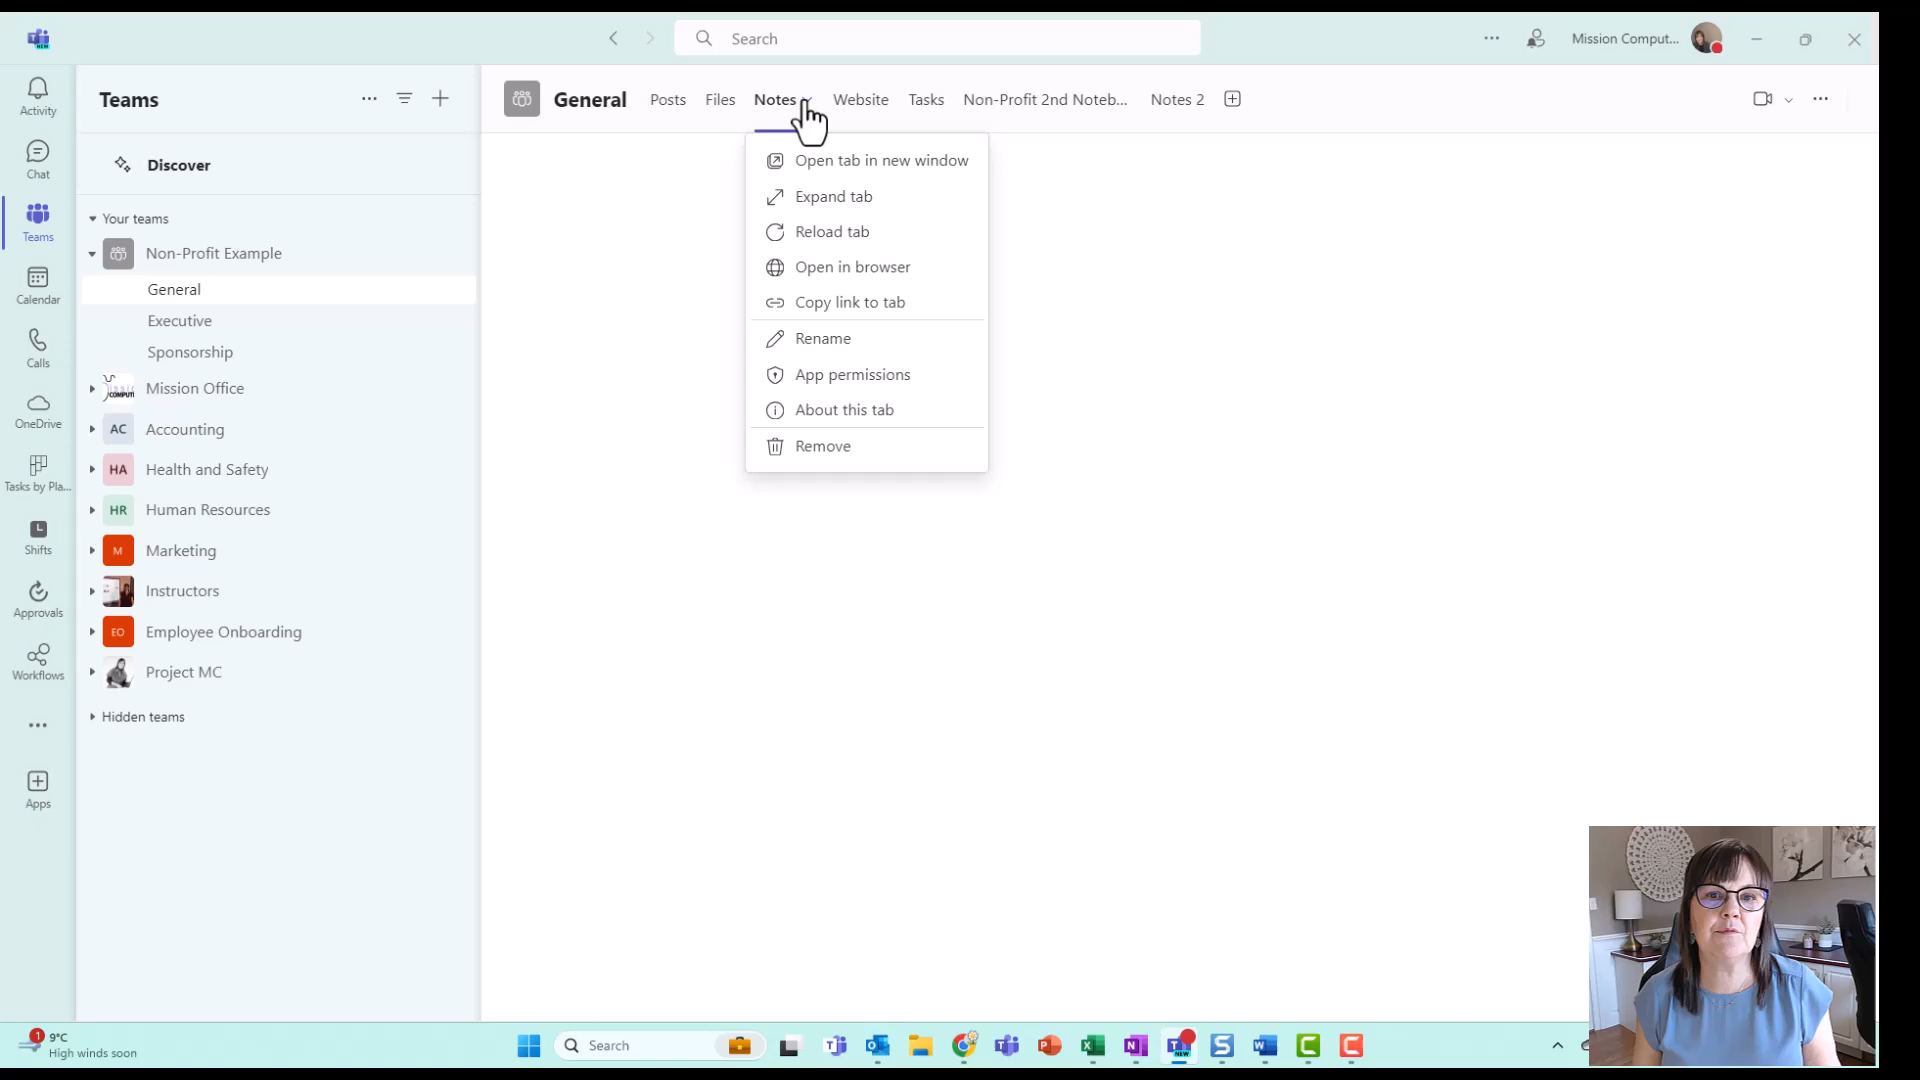 Search
Mission Comput...
Activity
Chat
Teams
Calendar
Calls
OneDrive
Tasks by Pla...
Shifts
Approvals
Workflows
Apps
Teams
Discover
Your teams
Non-Profit Example
General
Executive
Sponsorship
Mission Office
AC Accounting
HA Health and Safety
HR Human Resources
M Marketing
Instructors
EO Employee Onboarding
Project MC
Hidden teams
General Posts Files Notes Website Tasks Non-Profit 2nd Noteb... Notes 2
Open tab in new window
Expand tab
Reload tab
Open in browser
Copy link to tab
Rename
App permissions
About this tab
Remove
1
9°C
High winds soon
Search